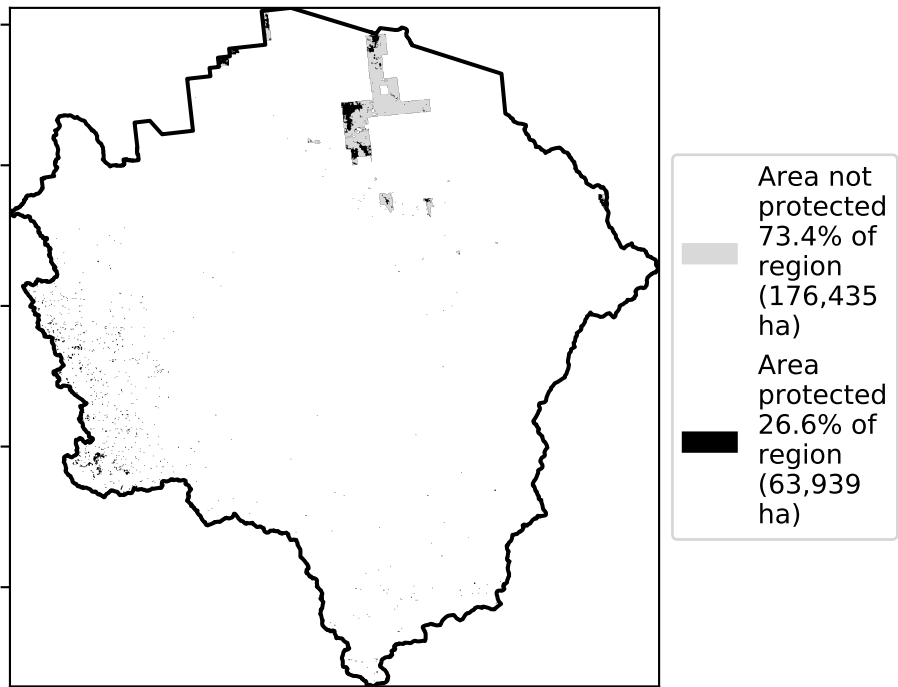 Area not
protected
73.4% of
region
(176,435
ha)
Area
protected
26.6% of
region
(63,939
ha)